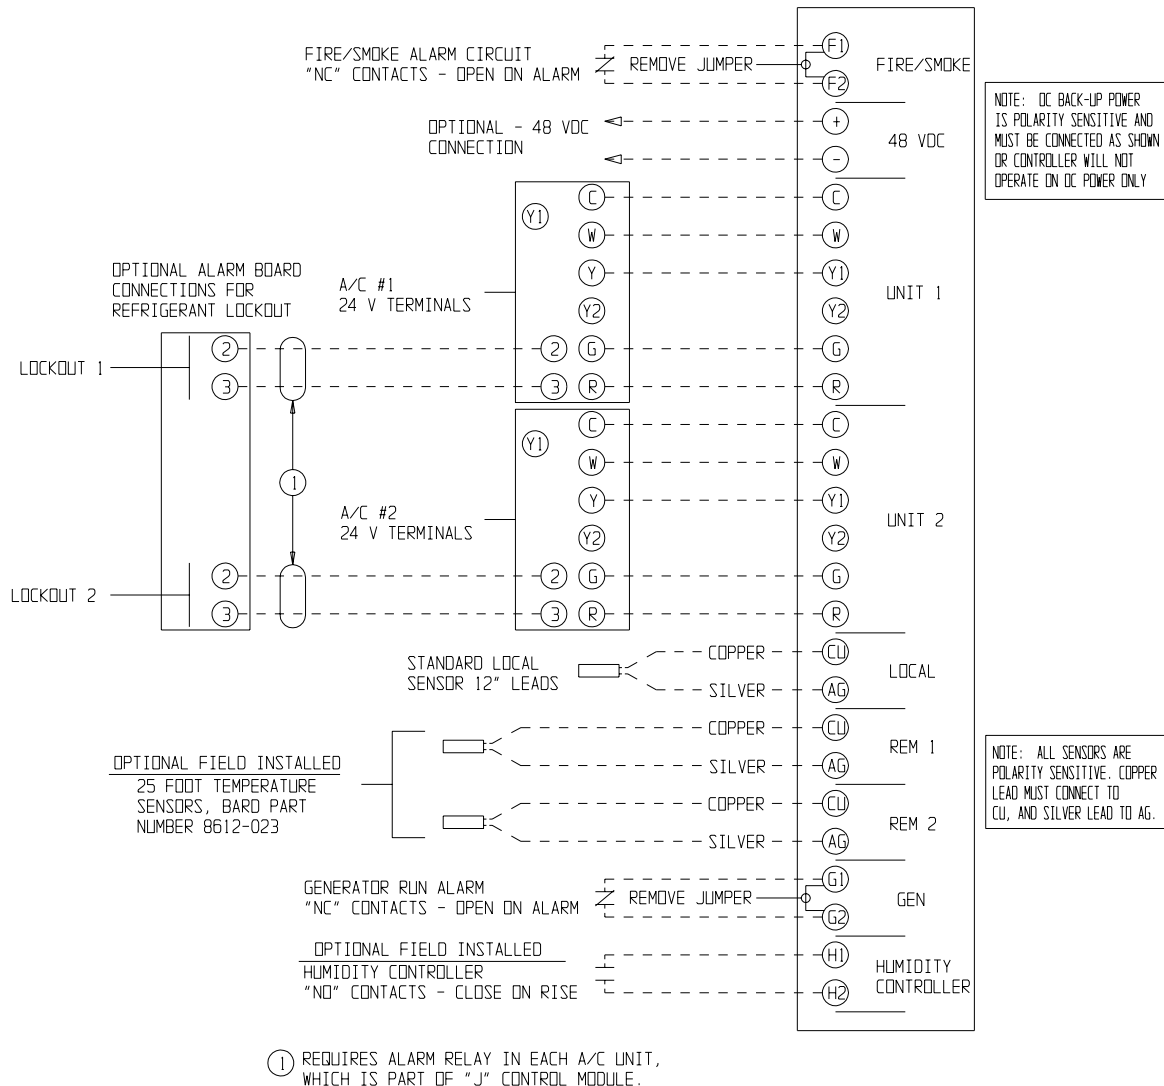 FIRE/SMOKE ALARM CIRCUIT
"NC" CONTACTS - OPEN ON ALARM
REMOVE JUMPER
F1
F2
FIRE/SMOKE
OPTIONAL - 48 VDC
CONNECTION
+
-
48 VDC
NOTE: DC BACK-UP POWER
IS POLARITY SENSITIVE AND
MUST BE CONNECTED AS SHOWN
OR CONTROLLER WILL NOT
OPERATE ON DC POWER ONLY
OPTIONAL ALARM BOARD
CONNECTIONS FOR
REFRIGERANT LOCKOUT
LOCKOUT 1
2
3
A/C #1
24 V TERMINALS
Y1
C
W
Y
Y2
2 G
3 R
C
W
Y1
Y2
G
R
UNIT 1
1
LOCKOUT 2
2
3
A/C #2
24 V TERMINALS
Y1
C
W
Y
Y2
2 G
3 R
C
W
Y1
Y2
G
R
UNIT 2
STANDARD LOCAL
SENSOR 12" LEADS
COPPER
SILVER
CU
AG
LOCAL
OPTIONAL FIELD INSTALLED
25 FOOT TEMPERATURE
SENSORS, BARD PART
NUMBER 8612-023
COPPER
SILVER
CU
AG
REM 1
COPPER
SILVER
CU
AG
REM 2
NOTE: ALL SENSORS ARE
POLARITY SENSITIVE. COPPER
LEAD MUST CONNECT TO
CU, AND SILVER LEAD TO AG.
GENERATOR RUN ALARM
"NC" CONTACTS - OPEN ON ALARM
REMOVE JUMPER
G1
G2
GEN
OPTIONAL FIELD INSTALLED
HUMIDITY CONTROLLER
"NO" CONTACTS - CLOSE ON RISE
H1
H2
HUMIDITY
CONTROLLER
1 REQUIRES ALARM RELAY IN EACH A/C UNIT,
WHICH IS PART OF "J" CONTROL MODULE.